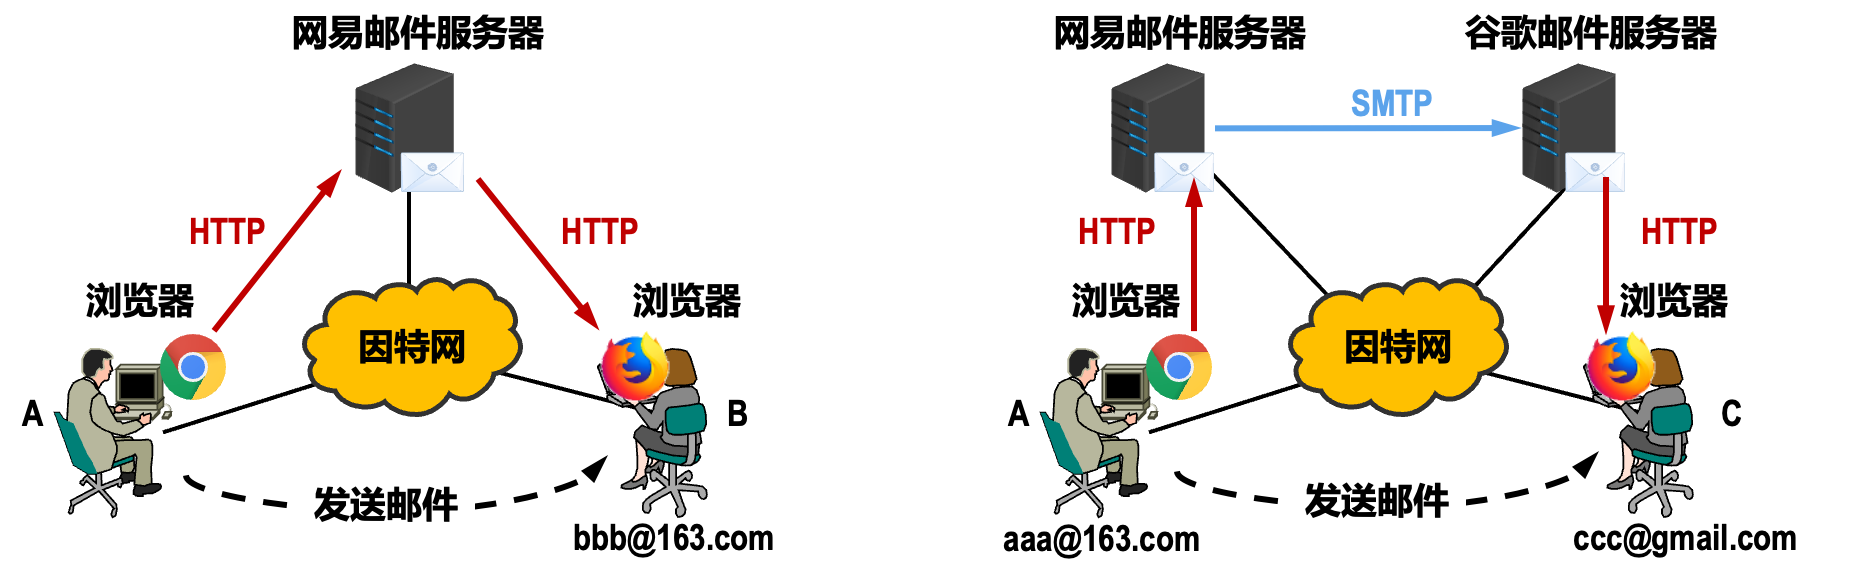 网易邮件服务器
HTTP
HTTP
浏览器
浏览器
因特网
A
B
发送邮件
bbb@163.com
网易邮件服务器
谷歌邮件服务器
SMTP
HTTP
HTTP
浏览器
浏览器
因特网
A
C
发送邮件
aaa@163.com
ccc@gmail.com